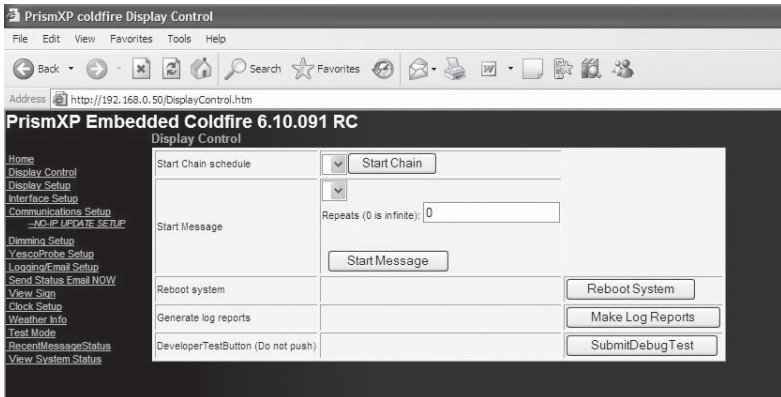 PrismXP coldfire Display Control
File Edit View Favorites Tools Help
Back Search Favorites
Address http://192.168.0.50/DisplayControl.htm
PrismXP Embedded Coldfire 6.10.091 RC
Display Control
Home
Display Control
Display Setup
Interface Setup
Communications Setup
--NO-IP UPDATE SETUP
Dimming Setup
YescoProbe Setup
Logging/Email Setup
Send Status Email NOW
View Sign
Clock Setup
Weather Info
Test Mode
RecentMessageStatus
View System Status
Start Chain schedule Start Chain
Start Message
Repeats (0 is infinite): 0
Start Message
Reboot system Reboot System
Generate log reports Make Log Reports
DeveloperTestButton (Do not push) SubmitDebugTest